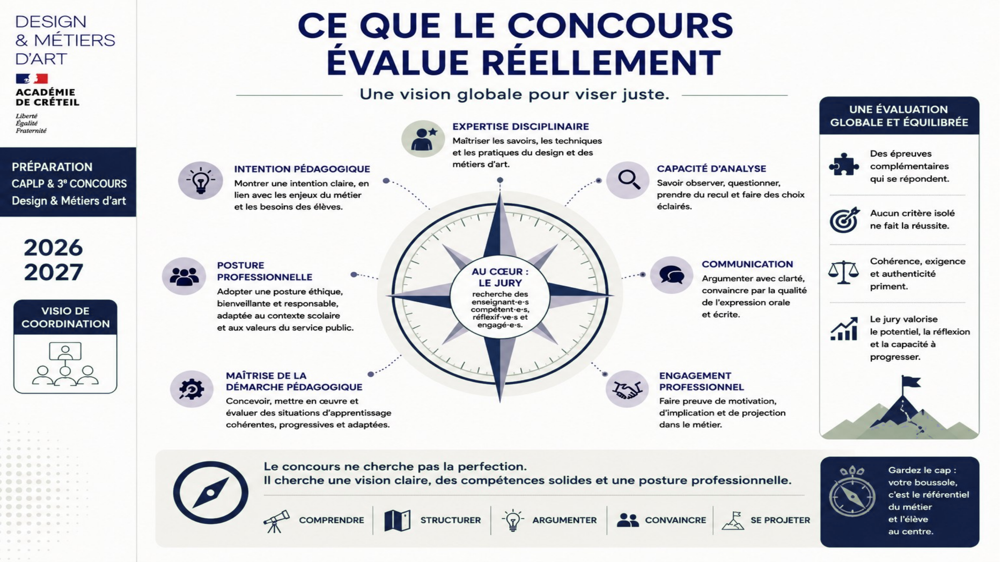 DESIGN
& MÉTIERS
D'ART
ACADÉMIE
DE CRÉTEIL
Liberté
Égalité
Fraternité
PRÉPARATION
CAPLP & 3ᵉ CONCOURS
Design & Métiers d'art
2026
2027
VISIO DE
COORDINATION
CE QUE LE CONCOURS
ÉVALUE RÉELLEMENT
Une vision globale pour viser juste.
EXPERTISE DISCIPLINAIRE
Maîtriser les savoirs, les techniques
et les pratiques du design et des
métiers d'art.
INTENTION PÉDAGOGIQUE
Montrer une intention claire, en
lien avec les enjeux du métier
et les besoins des élèves.
CAPACITÉ D'ANALYSE
Savoir observer, questionner,
prendre du recul et faire des choix
éclairés.
POSTURE
PROFESSIONNELLE
Adopter une posture éthique,
bienveillante et responsable,
adaptée au contexte scolaire
et aux valeurs du service public.
AU CŒUR :
LE JURY
recherche des
enseignant·e·s
compétent·e·s,
réflexif·ve·s et
engagé·e·s.
COMMUNICATION
Argumenter avec clarté,
convaincre par la qualité
de l'expression orale
et écrite.
MAÎTRISE DE LA
DÉMARCHE PÉDAGOGIQUE
Concevoir, mettre en œuvre et
évaluer des situations d'apprentissage
cohérentes, progressives et adaptées.
ENGAGEMENT
PROFESSIONNEL
Faire preuve de motivation,
d'implication et de projection
dans le métier.
UNE ÉVALUATION
GLOBALE ET ÉQUILIBRÉE
Des épreuves
complémentaires
qui se répondent.
Aucun critère isolé
ne fait la réussite.
Cohérence, exigence
et authenticité
priment.
Le jury valorise
le potentiel, la réflexion
et la capacité à
progresser.
Le concours ne cherche pas la perfection.
Il cherche une vision claire, des compétences solides et une posture professionnelle.
COMPRENDRE
STRUCTURER
ARGUMENTER
CONVAINCRE
SE PROJETER
Gardez le cap :
votre boussole,
c'est le référentiel
du métier
et l'élève
au centre.